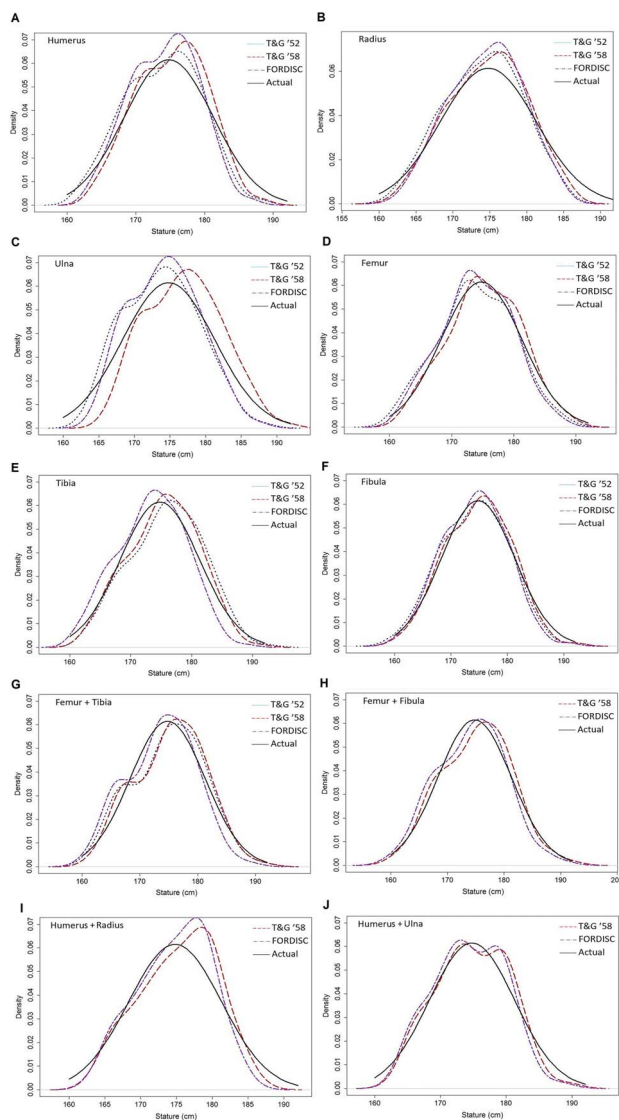 A
Humerus
T&G '52
T&G '58
FORDISC
Actual
Density
0.00 0.01 0.02 0.03 0.04 0.05 0.06 0.07
160 170 180 190
Stature (cm)
B
Radius
T&G '52
T&G '58
FORDISC
Actual
Density
0.00 0.02 0.04 0.06
155 160 165 170 175 180 185 190
Stature (cm)
C
Ulna
T&G '52
T&G '58
FORDISC
Actual
Density
0.00 0.01 0.02 0.03 0.04 0.05 0.06 0.07
160 165 170 175 180 185 190 195
Stature (cm)
D
Femur
T&G '52
T&G '58
FORDISC
Actual
Density
0.00 0.01 0.02 0.03 0.04 0.05 0.06 0.07
160 170 180 190
Stature (cm)
E
Tibia
T&G '52
T&G '58
FORDISC
Actual
Density
0.00 0.01 0.02 0.03 0.04 0.05 0.06 0.07
160 170 180 190
Stature (cm)
F
Fibula
T&G '52
T&G '58
FORDISC
Actual
Density
0.00 0.01 0.02 0.03 0.04 0.05 0.06 0.07
160 170 180 190
Stature (cm)
G
Femur + Tibia
T&G '52
T&G '58
FORDISC
Actual
Density
0.00 0.01 0.02 0.03 0.04 0.05 0.06 0.07
160 170 180 190
Stature (cm)
H
Femur + Fibula
T&G '58
FORDISC
Actual
Density
0.00 0.01 0.02 0.03 0.04 0.05 0.06 0.07
160 170 180 190 20
Stature (cm)
I
Humerus + Radius
T&G '58
FORDISC
Actual
Density
0.00 0.01 0.02 0.03 0.04 0.05 0.06 0.07
160 165 170 175 180 185 190
Stature (cm)
J
Humerus + Ulna
T&G '58
FORDISC
Actual
Density
0.00 0.01 0.02 0.03 0.04 0.05 0.06 0.07
160 170 180 190
Stature (cm)